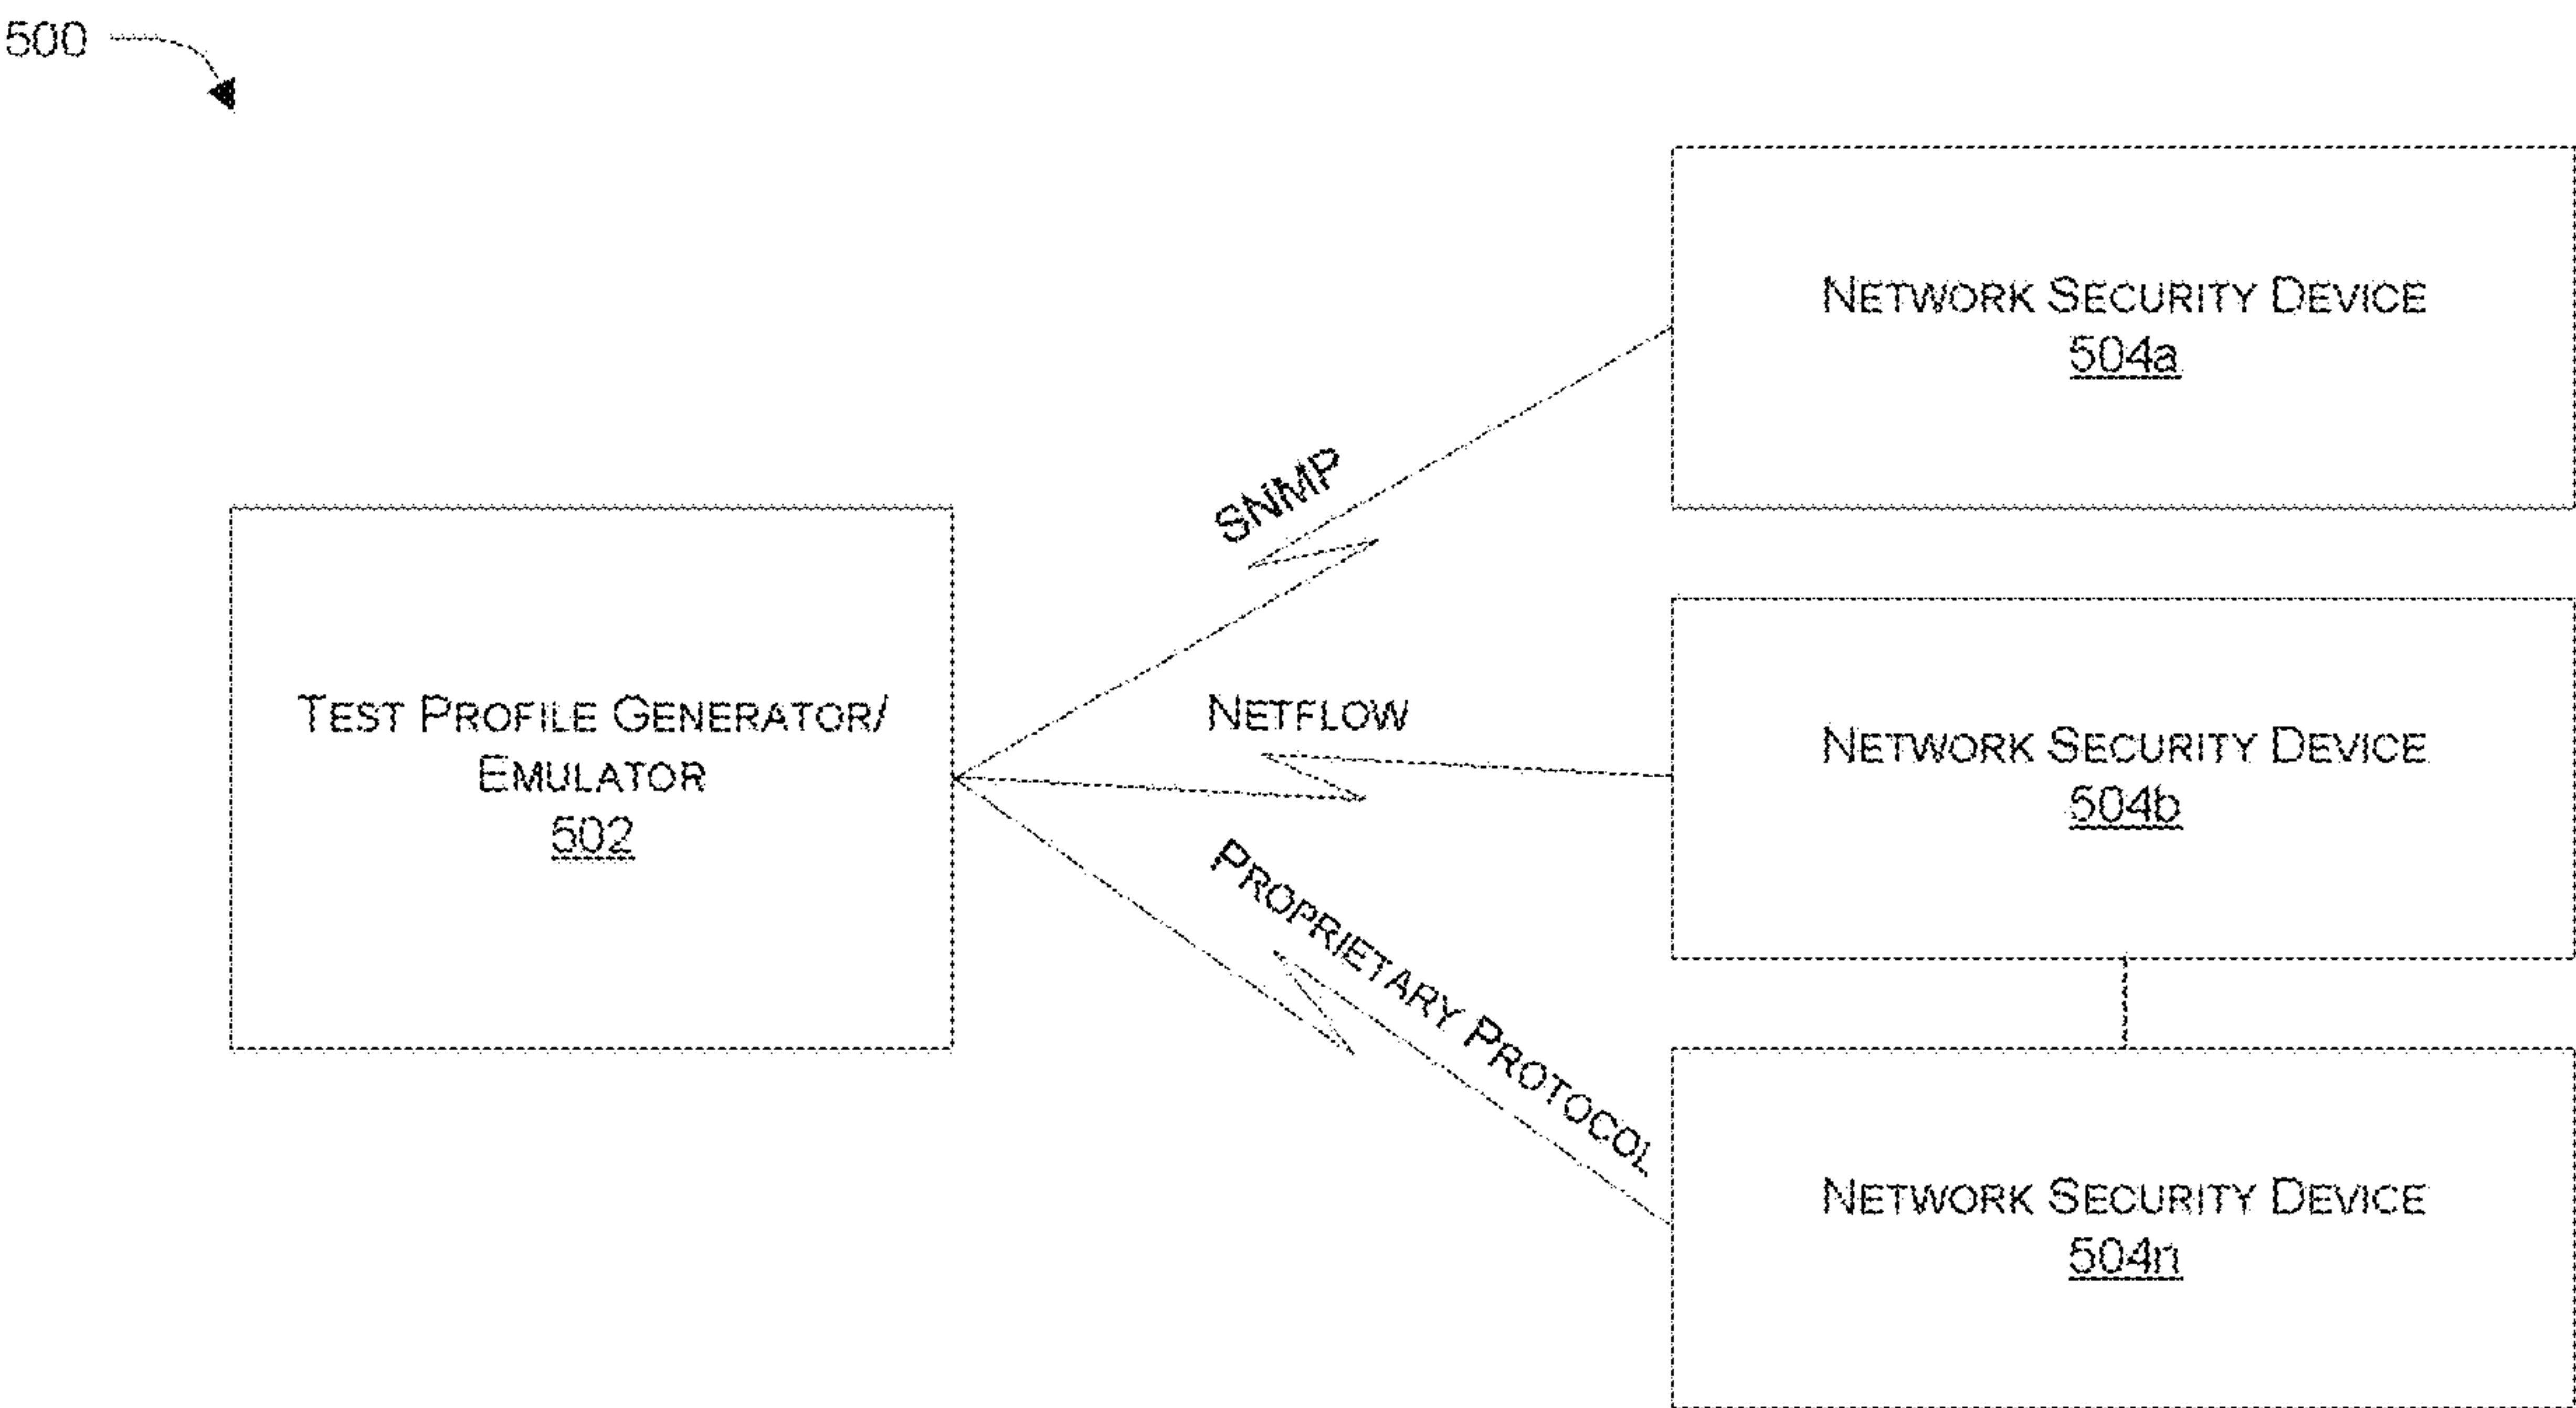 500
NETWORK SECURITY DEVICE
504a
SNMP
TEST PROFILE GENERATOR/
EMULATOR
502
NETFLOW
NETWORK SECURITY DEVICE
504b
PROPRIETARY PROTOCOL
NETWORK SECURITY DEVICE
504n